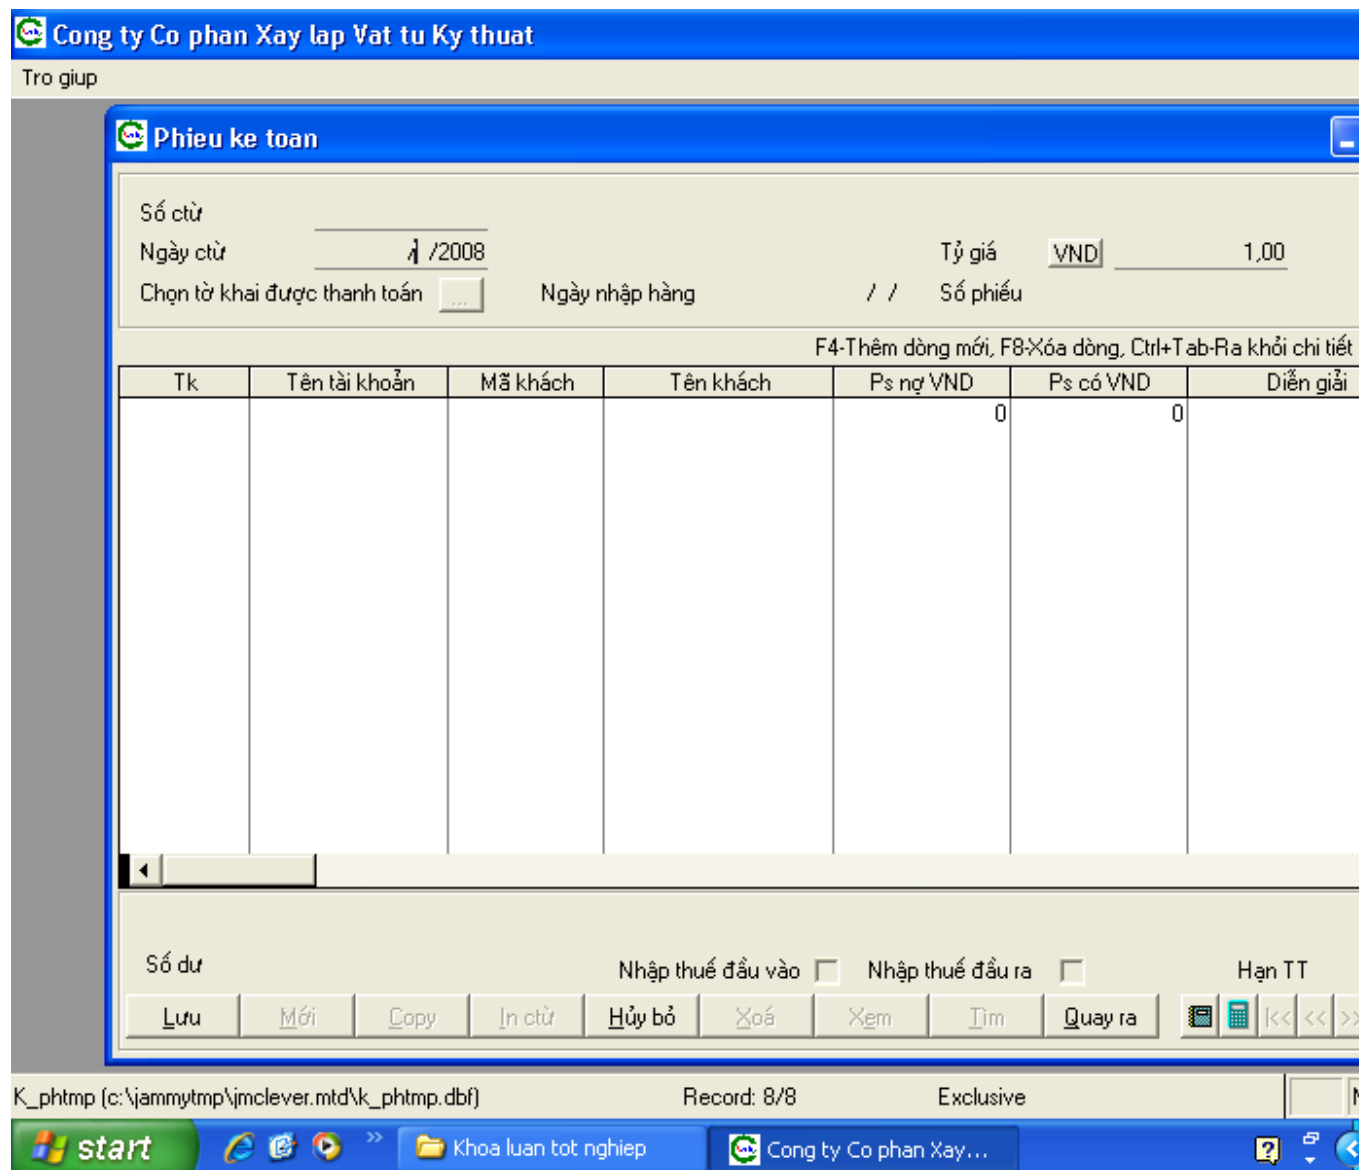 Cong ty Co phan Xay lap Vat tu Ky thuat
Tro giup
Phieu ke toan
Số ctừ
Ngày ctừ / /2008 Tỷ giá VND 1,00
Chọn tờ khai được thanh toán ... Ngày nhập hàng / / Số phiếu
F4-Thêm dòng mới, F8-Xóa dòng, Ctrl+Tab-Ra khỏi chi tiết
Tk Tên tài khoản Mã khách Tên khách Ps nợ VND Ps có VND Diễn giải
0 0
Số dư Nhập thuế đầu vào Nhập thuế đầu ra Hạn TT
Lưu Mới Copy In ctừ Hủy bỏ Xoá Xem Tìm Quay ra |<< << >>
K_phtmp (c:\jammytmp\jmclever.mtd\k_phtmp.dbf) Record: 8/8 Exclusive
start Khoa luan tot nghiep Cong ty Co phan Xay...